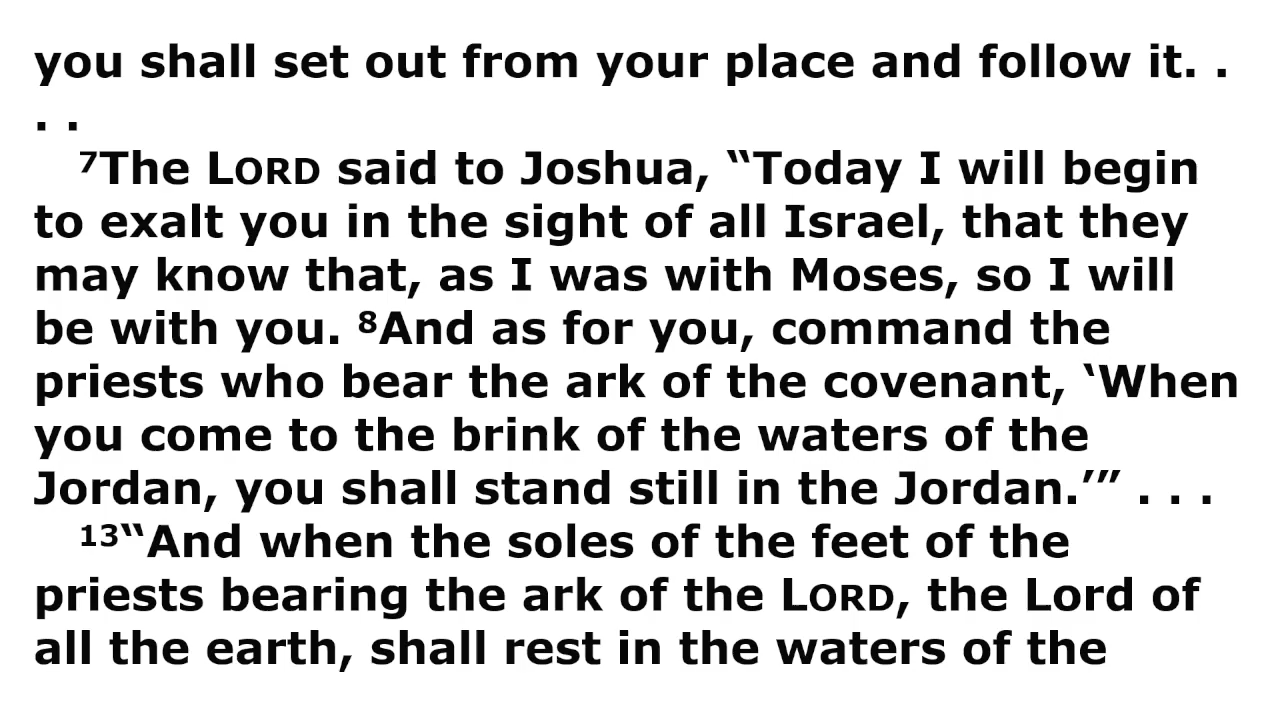 you shall set out from your place and follow it. .
. .
⁷The LORD said to Joshua, “Today I will begin
to exalt you in the sight of all Israel, that they
may know that, as I was with Moses, so I will
be with you. ⁸And as for you, command the
priests who bear the ark of the covenant, ‘When
you come to the brink of the waters of the
Jordan, you shall stand still in the Jordan.’” . . .
¹³“And when the soles of the feet of the
priests bearing the ark of the LORD, the Lord of
all the earth, shall rest in the waters of the